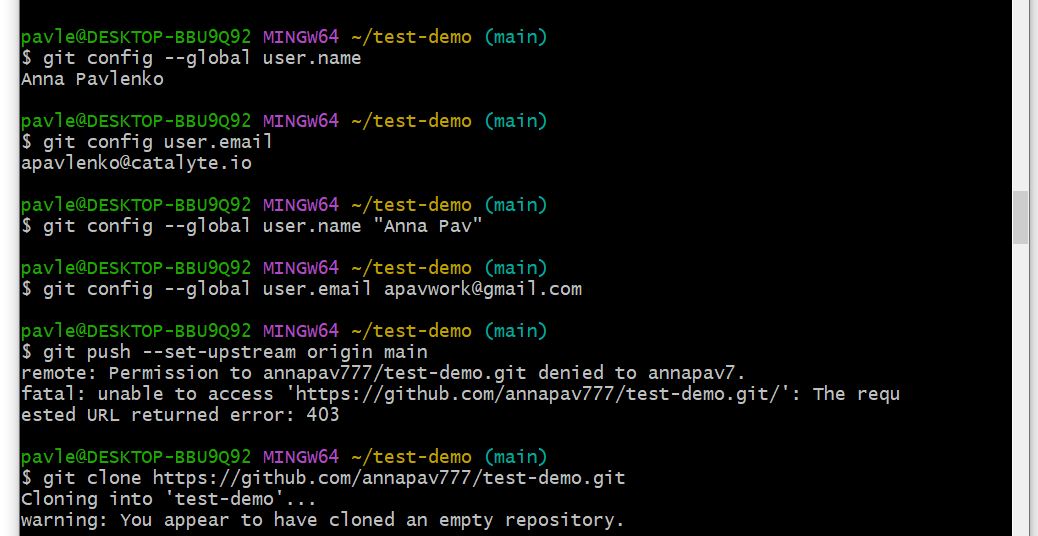 pavle@DESKTOP-BBU9Q92 MINGW64 ~/test-demo (main)
$ git config --global user.name
Anna Pavlenko
pavle@DESKTOP-BBU9Q92 MINGW64 ~/test-demo (main)
$ git config user.email
apavlenko@catalyte.io
pavle@DESKTOP-BBU9Q92 MINGW64 ~/test-demo (main)
$ git config --global user.name "Anna Pav"
pavle@DESKTOP-BBU9Q92 MINGW64 ~/test-demo (main)
$ git config --global user.email apavwork@gmail.com
pavle@DESKTOP-BBU9Q92 MINGW64 ~/test-demo (main)
$ git push --set-upstream origin main
remote: Permission to annapav777/test-demo.git denied to annapav7.
fatal: unable to access 'https://github.com/annapav777/test-demo.git/': The requ
ested URL returned error: 403
pavle@DESKTOP-BBU9Q92 MINGW64 ~/test-demo (main)
$ git clone https://github.com/annapav777/test-demo.git
Cloning into 'test-demo'...
warning: You appear to have cloned an empty repository.